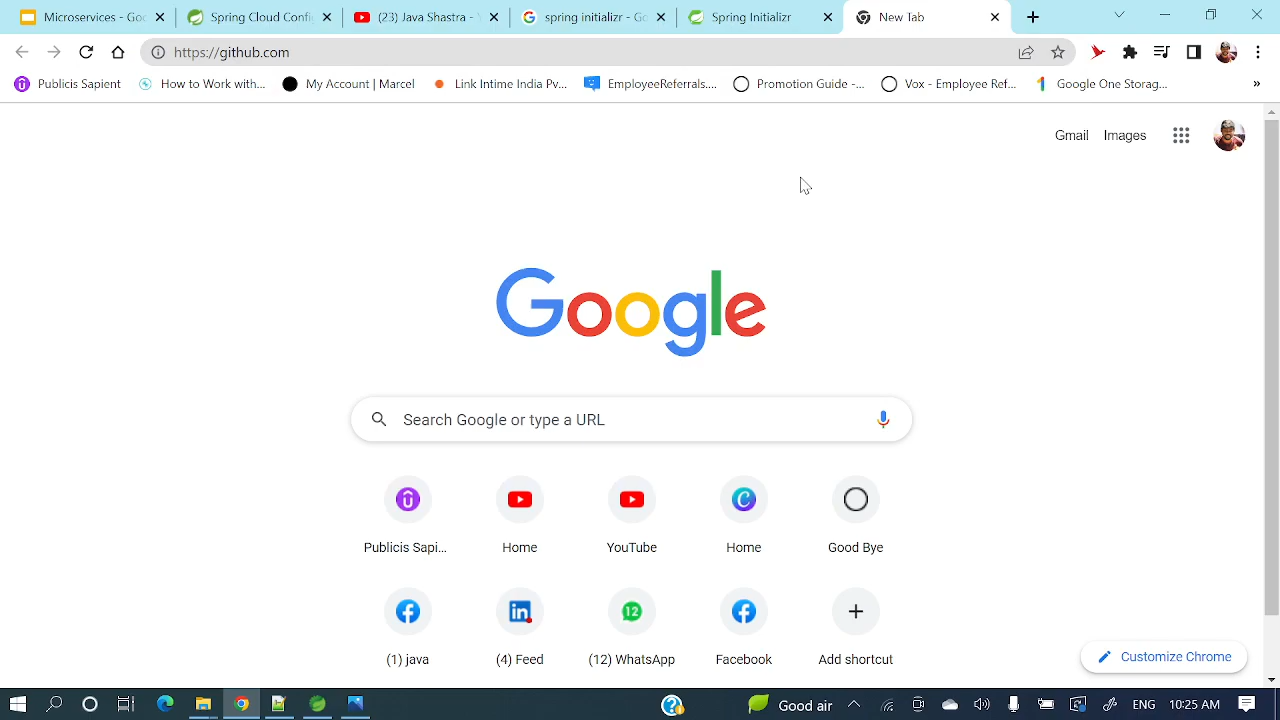 Microservices - Goo
Spring Cloud Config
(23) Java Shastra - Y
spring initializr - Go
Spring Initializr
New Tab
https://github.com
Publicis Sapient
How to Work with...
My Account | Marcel
Link Intime India Pv...
EmployeeReferrals....
Promotion Guide -...
Vox - Employee Ref...
Google One Storag...
»
Gmail
Images
Google
Search Google or type a URL
Publicis Sapi...
Home
YouTube
Home
Good Bye
12
(1) java
(4) Feed
(12) WhatsApp
Facebook
Add shortcut
Customize Chrome
Good air
ENG
10:25 AM